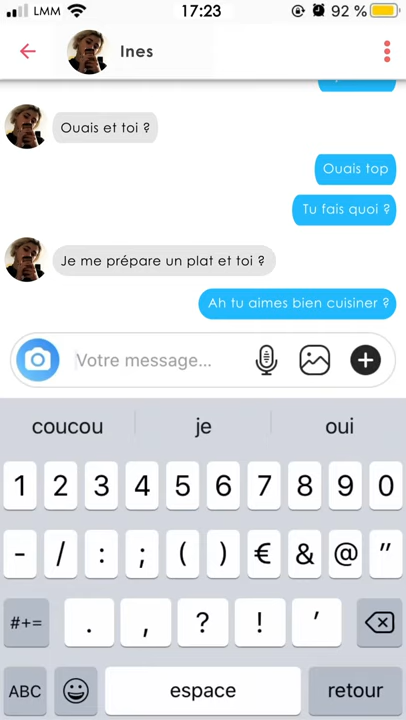 LMM 17:23 92 %
Ines
Ouais et toi ?
Ouais top
Tu fais quoi ?
Je me prépare un plat et toi ?
Ah tu aimes bien cuisiner ?
Votre message...
coucou je oui
1 2 3 4 5 6 7 8 9 0
- / : ; ( ) € & @ "
#+= . , ? ! ’
ABC espace retour